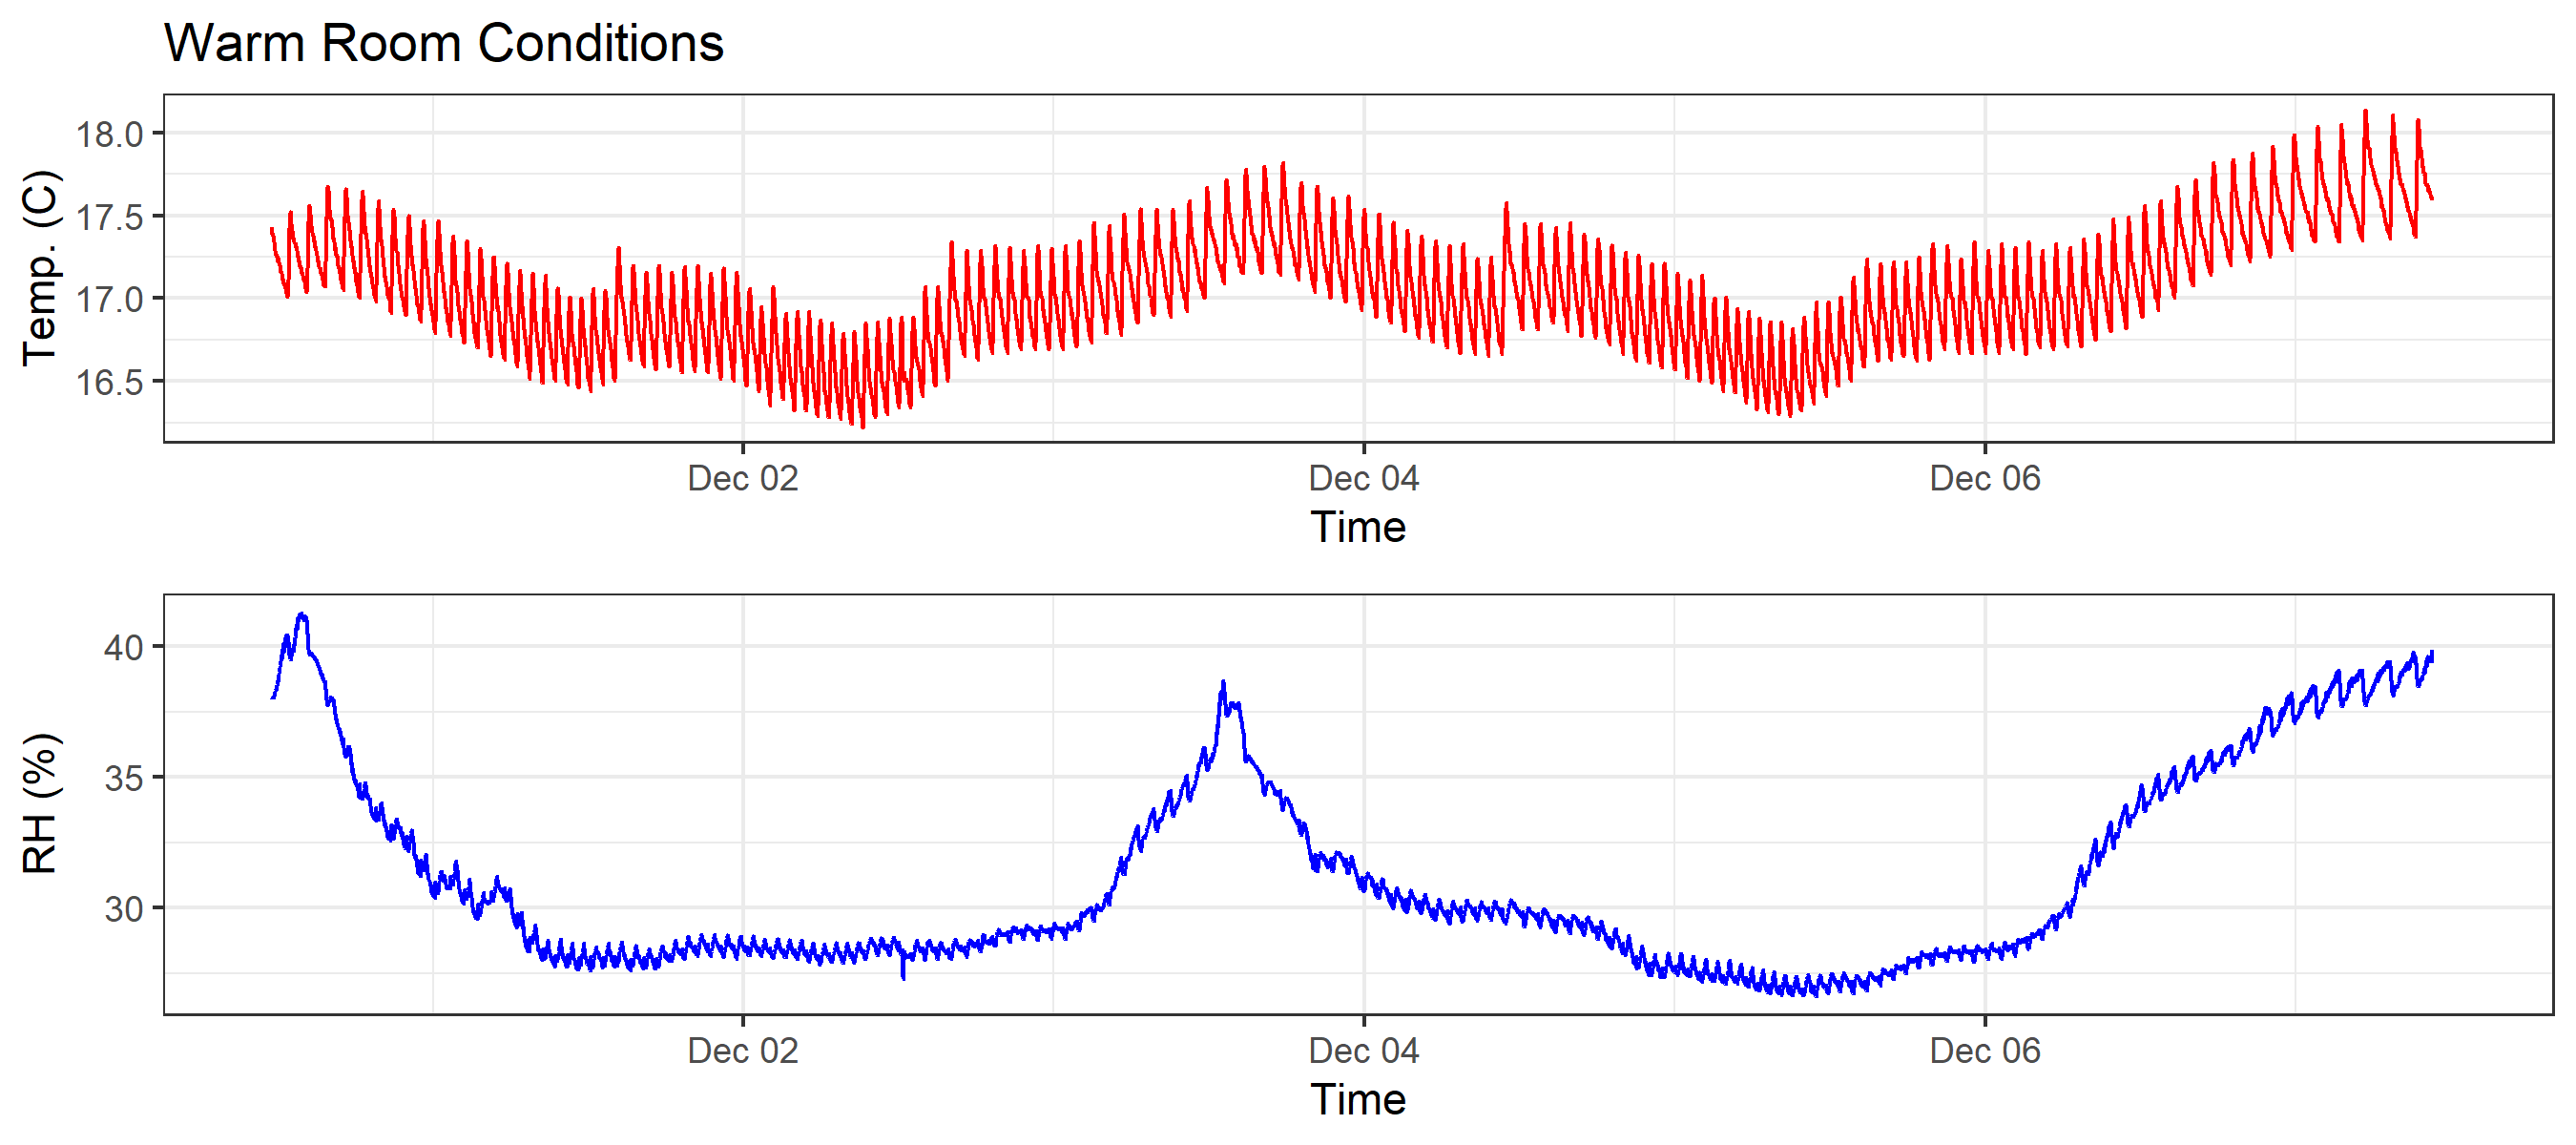 Warm Room Conditions
Temp. (C)
18.0
17.5
17.0
16.5
Dec 02 Dec 04 Dec 06
Time
RH (%)
40
35
30
Dec 02 Dec 04 Dec 06
Time